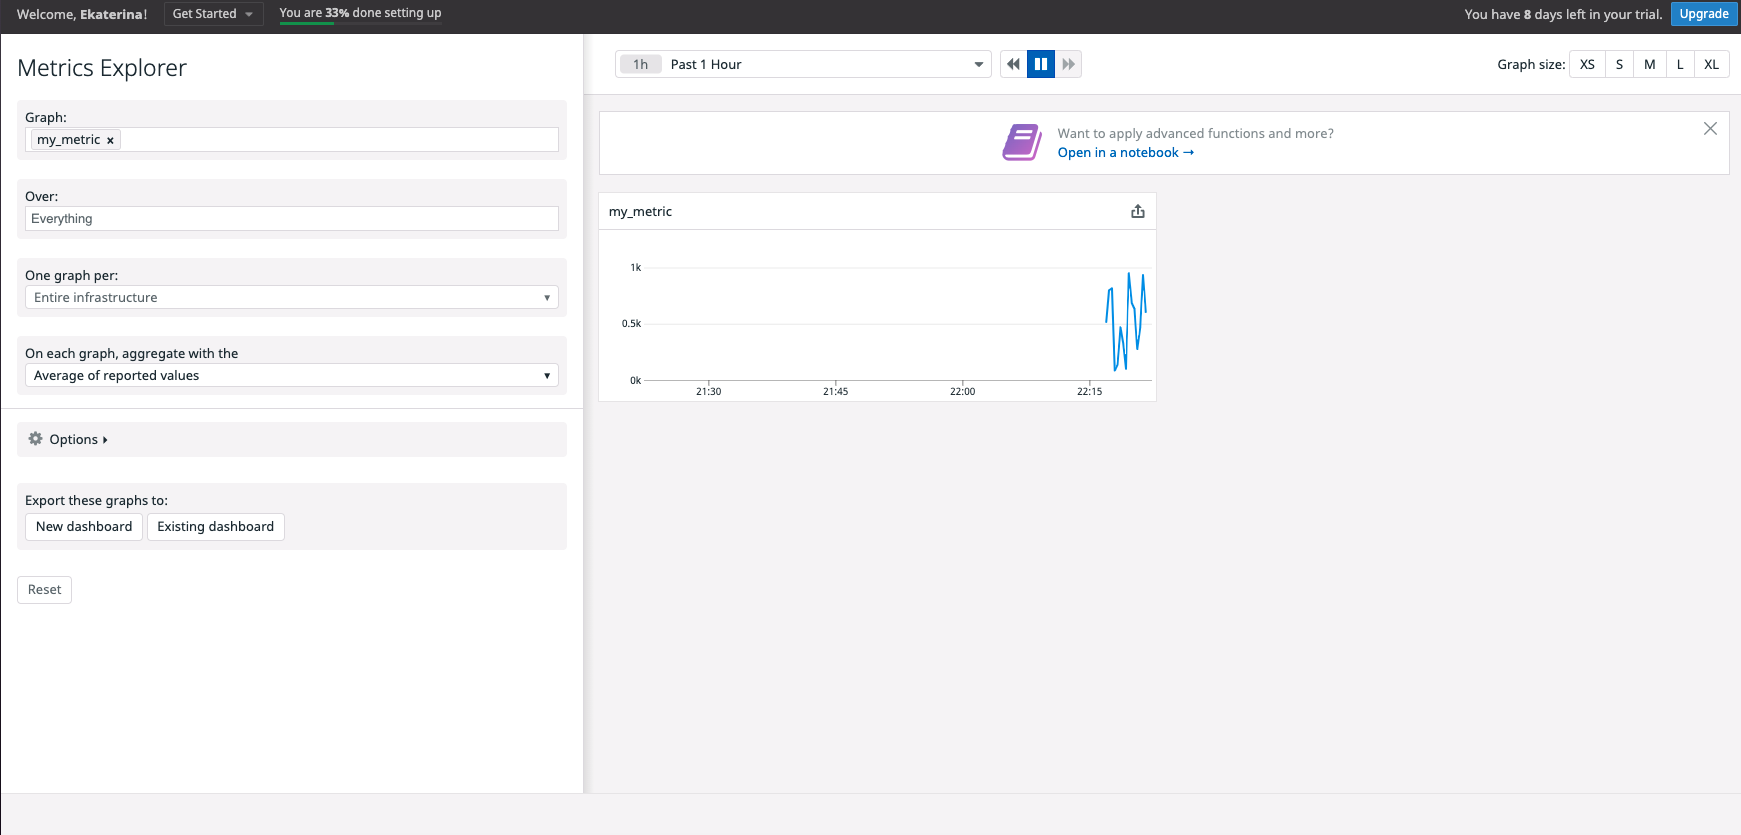 Welcome, Ekaterina!
Get Started
You are 33% done setting up
You have 8 days left in your trial.
Upgrade
Metrics Explorer
Graph:
my_metric ×
Over:
Everything
One graph per:
Entire infrastructure
On each graph, aggregate with the
Average of reported values
Options
Export these graphs to:
New dashboard
Existing dashboard
Reset
1h Past 1 Hour
Graph size: XS S M L XL
Want to apply advanced functions and more?
Open in a notebook →
my_metric
1k
0.5k
0k
21:30 21:45 22:00 22:15